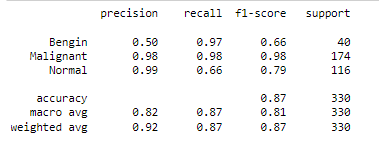 precision recall f1-score support
Bengin 0.50 0.97 0.66 40
Malignant 0.98 0.98 0.98 174
Normal 0.99 0.66 0.79 116
accuracy 0.87 330
macro avg 0.82 0.87 0.81 330
weighted avg 0.92 0.87 0.87 330